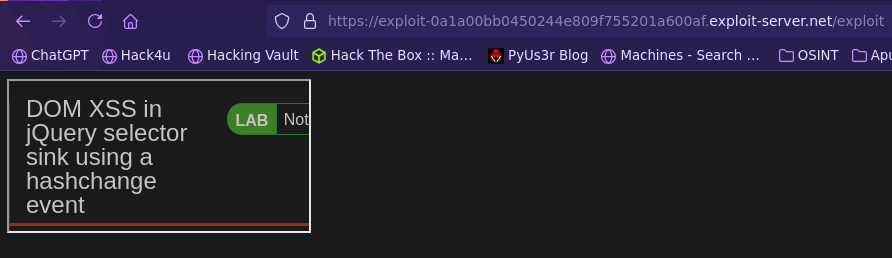 https://exploit-0a1a00bb0450244e809f755201a600af.exploit-server.net/exploit
ChatGPT Hack4u Hacking Vault Hack The Box :: Ma… PyUs3r Blog Machines - Search … OSINT Apu
DOM XSS in
jQuery selector
sink using a
hashchange
event
LAB Not